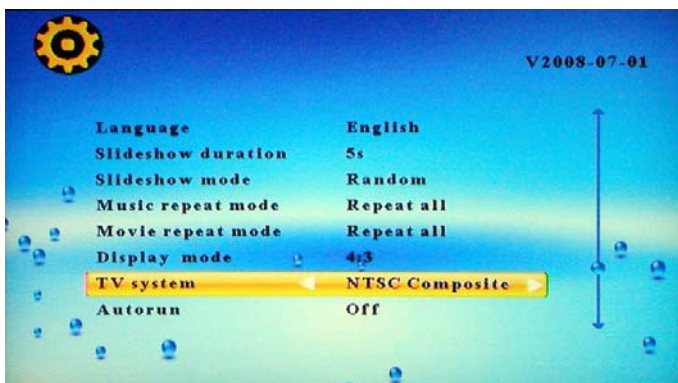 V2008-07-01
Language English
Slideshow duration 5s
Slideshow mode Random
Music repeat mode Repeat all
Movie repeat mode Repeat all
Display mode 4:3
TV system NTSC Composite
Autorun Off